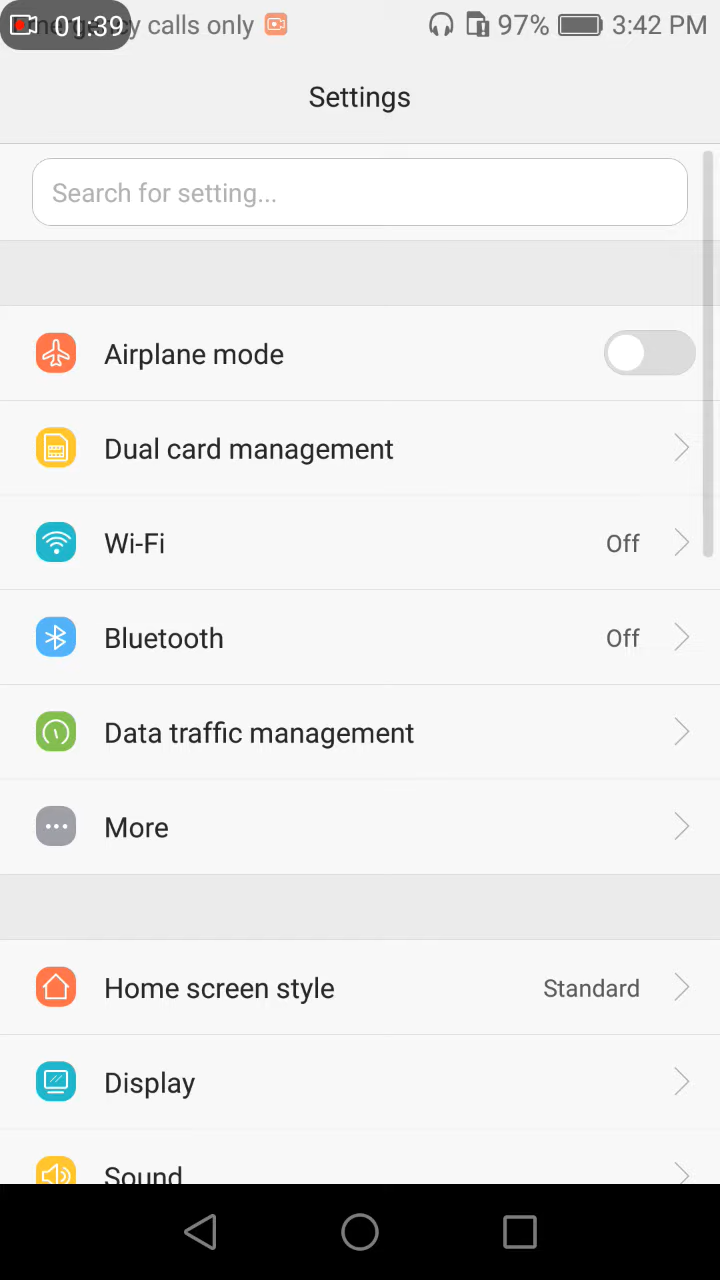 01:39 calls only 97% 3:42 PM
Settings
Search for setting...
Airplane mode
Dual card management
Wi-Fi Off
Bluetooth Off
Data traffic management
More
Home screen style Standard
Display
Sound